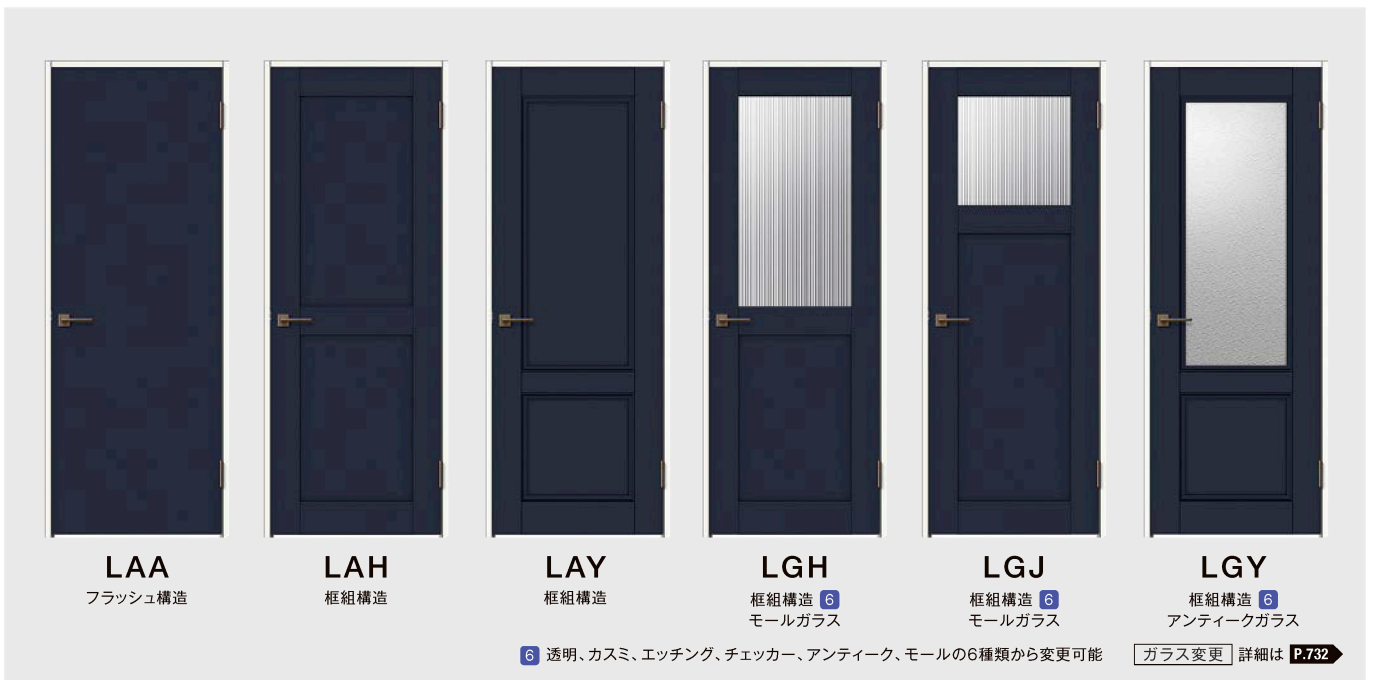 LAA
フラッシュ構造
LAH
框組構造
LAY
框組構造
LGH
框組構造 6
モールガラス
LGJ
框組構造 6
モールガラス
LGY
框組構造 6
アンティークガラス
6 透明、カスミ、エッチング、チェッカー、アンティーク、モールの6種類から変更可能 ガラス変更 詳細は P.732